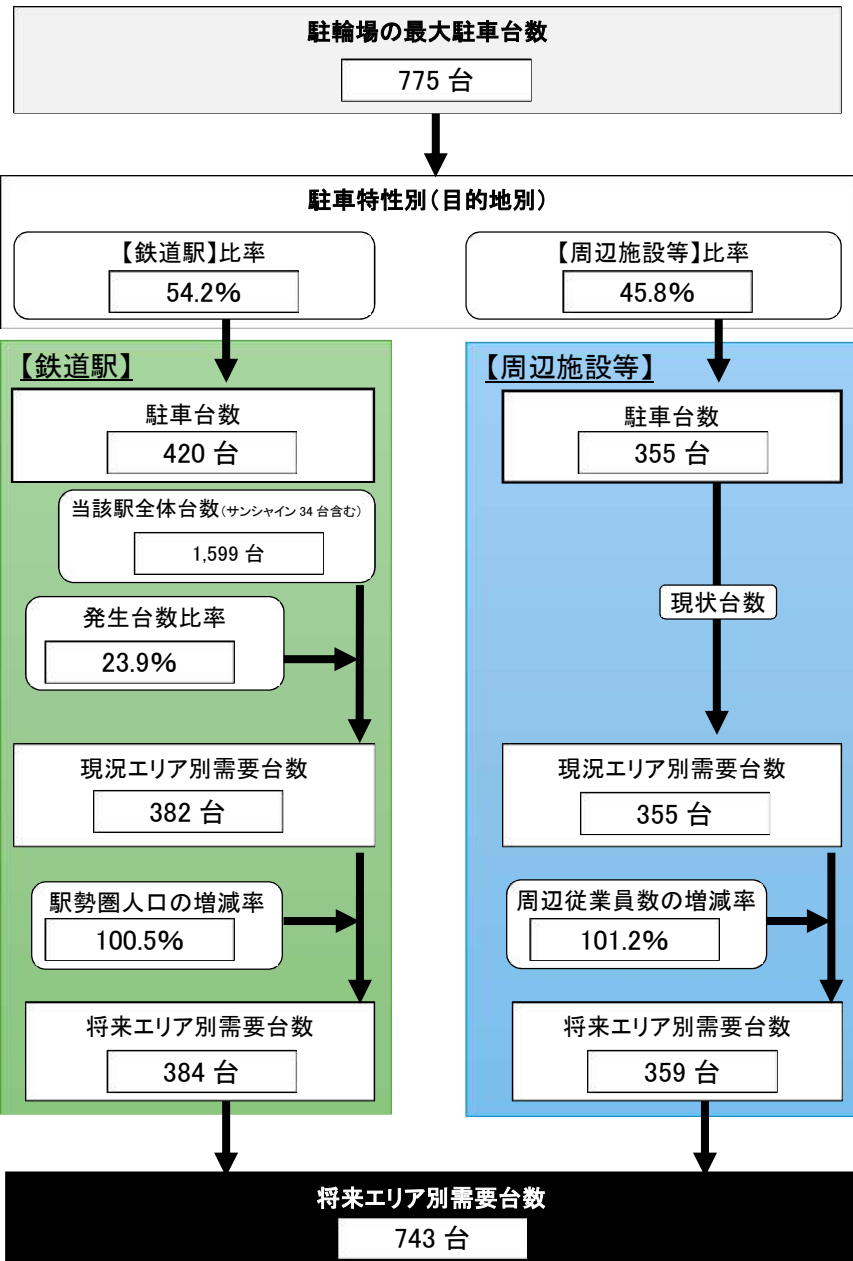 駐輪場の最大駐車台数
775 台
駐車特性別（目的地別）
【鉄道駅】比率
54.2%
【周辺施設等】比率
45.8%
【鉄道駅】
駐車台数
420 台
当該駅全体台数（サンシャイン 34 台含む）
1,599 台
発生台数比率
23.9%
現況エリア別需要台数
382 台
駅勢圏人口の増減率
100.5%
将来エリア別需要台数
384 台
【周辺施設等】
駐車台数
355 台
現状台数
現況エリア別需要台数
355 台
周辺従業員数の増減率
101.2%
将来エリア別需要台数
359 台
将来エリア別需要台数
743 台